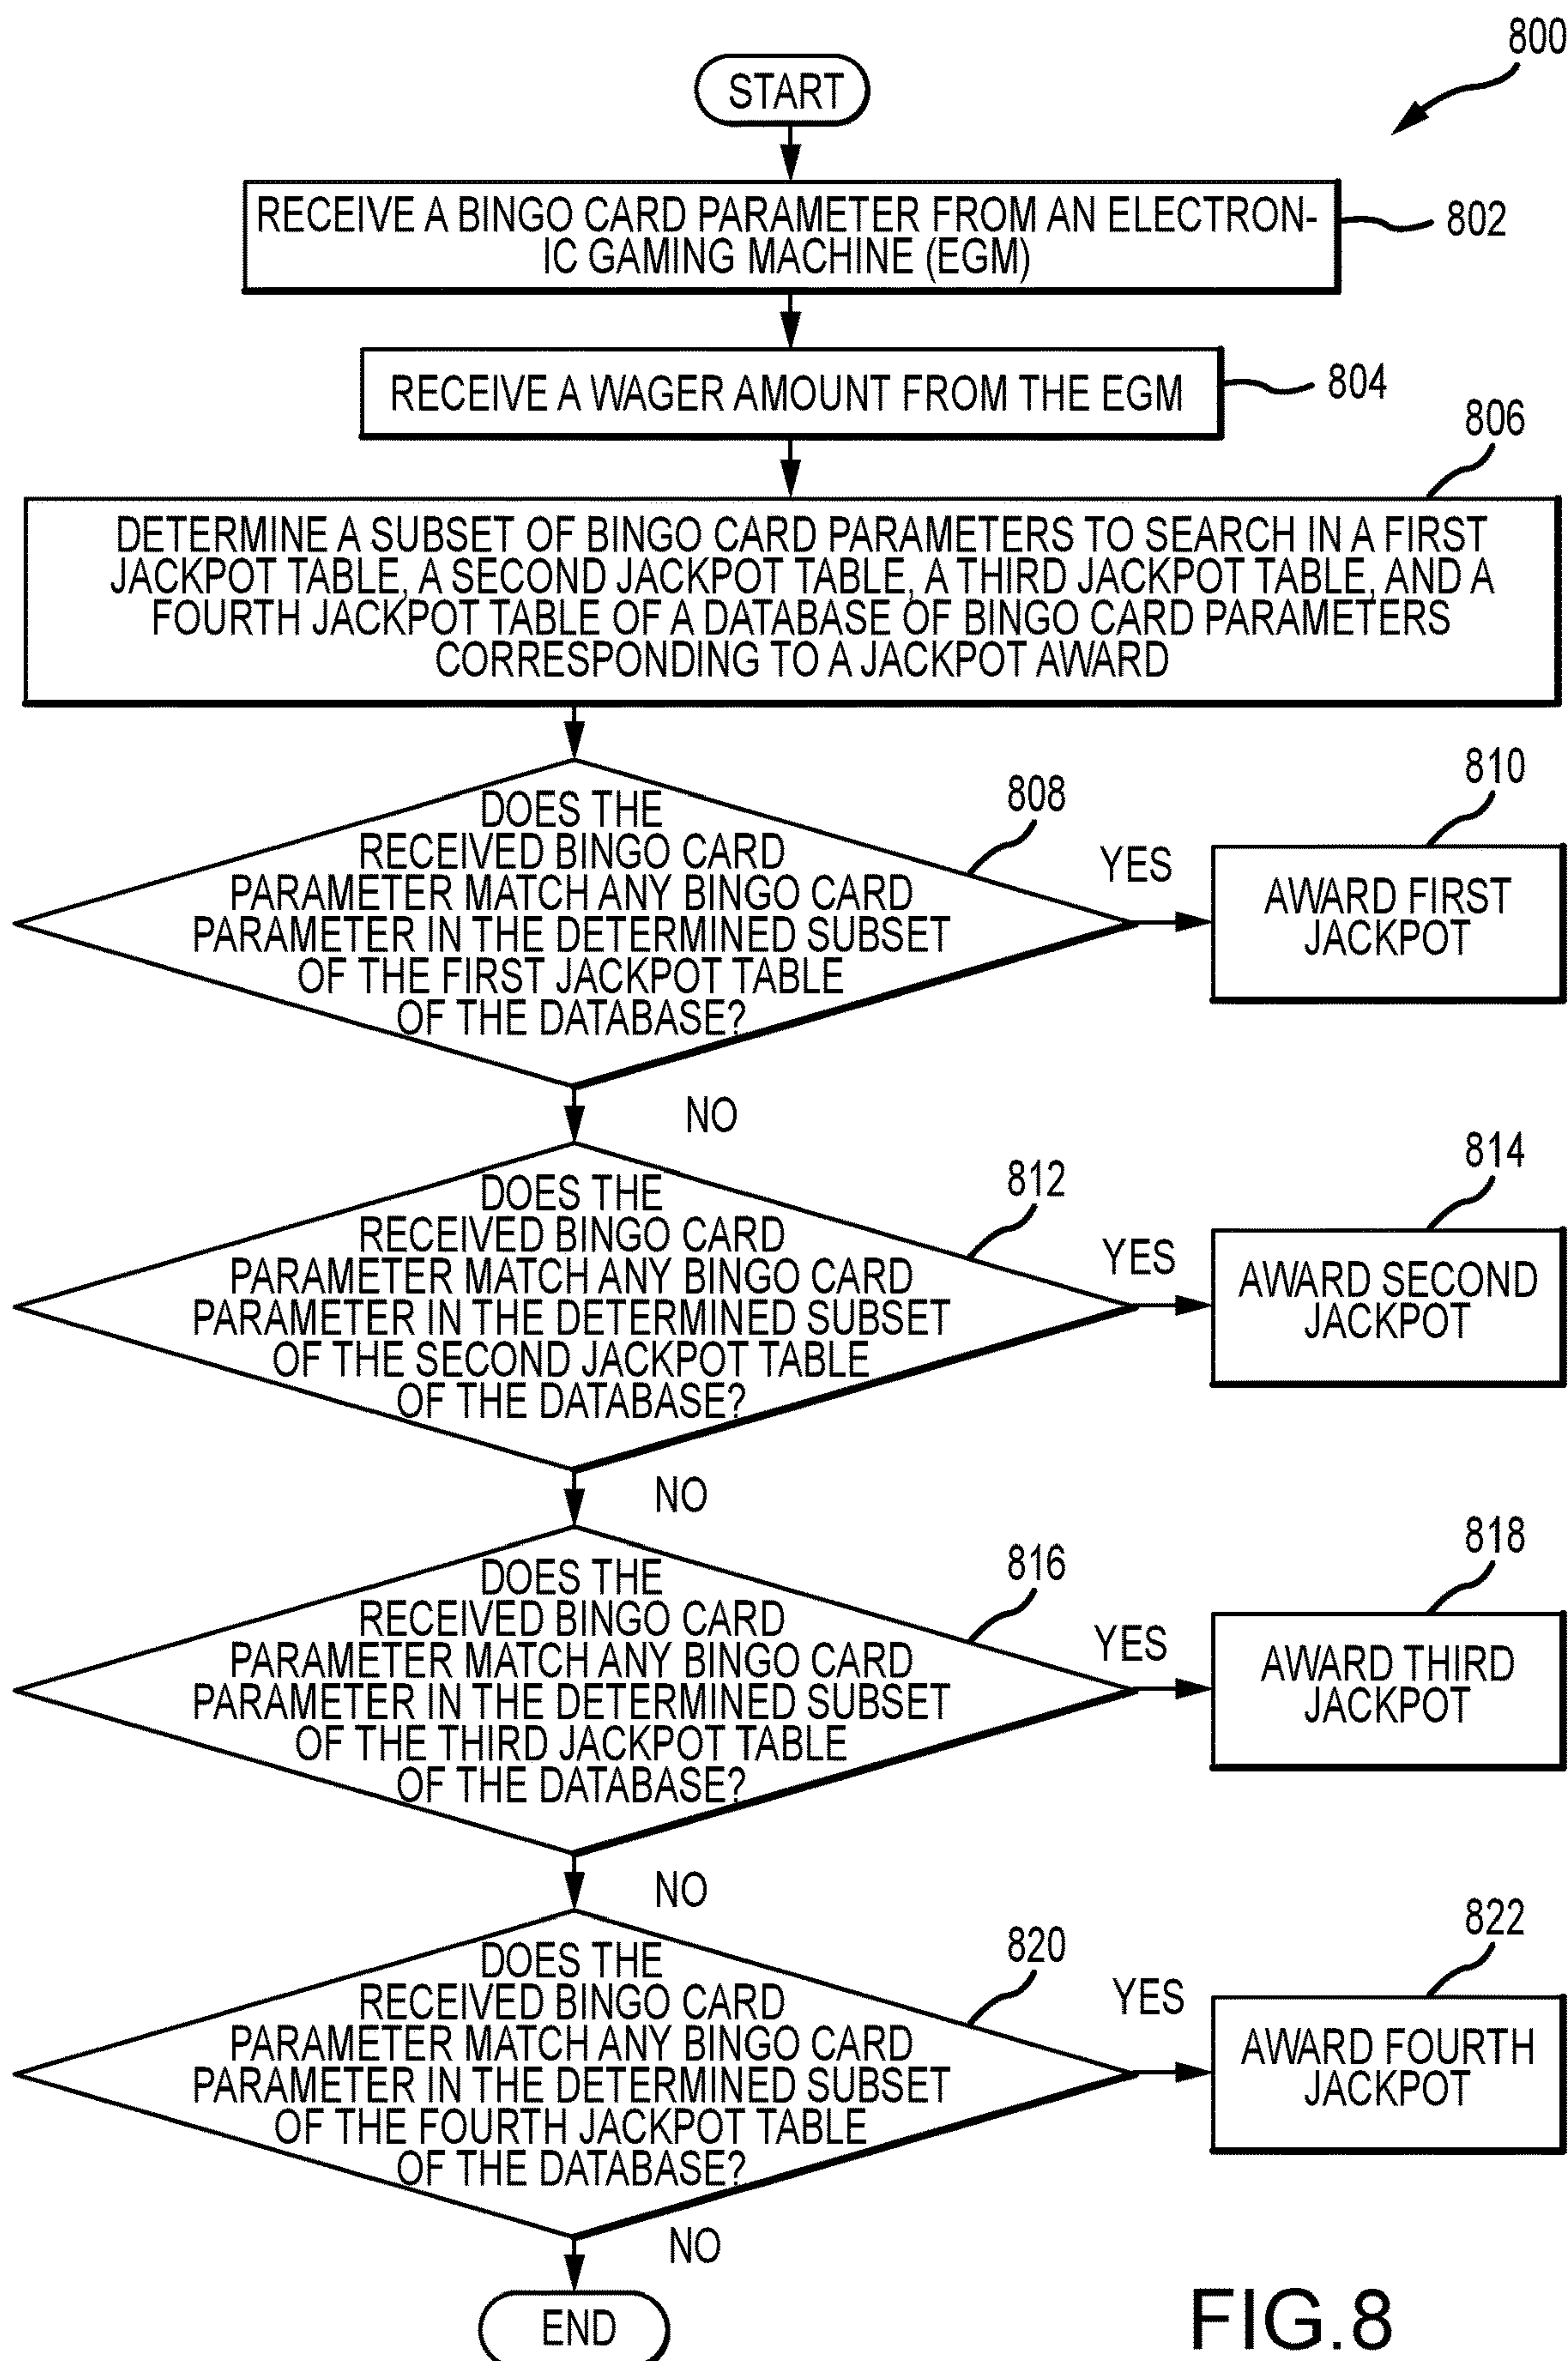 800
START
RECEIVE A BINGO CARD PARAMETER FROM AN ELECTRON-
IC GAMING MACHINE (EGM)
802
RECEIVE A WAGER AMOUNT FROM THE EGM
804
806
DETERMINE A SUBSET OF BINGO CARD PARAMETERS TO SEARCH IN A FIRST
JACKPOT TABLE, A SECOND JACKPOT TABLE, A THIRD JACKPOT TABLE, AND A
FOURTH JACKPOT TABLE OF A DATABASE OF BINGO CARD PARAMETERS
CORRESPONDING TO A JACKPOT AWARD
DOES THE
RECEIVED BINGO CARD
PARAMETER MATCH ANY BINGO CARD
PARAMETER IN THE DETERMINED SUBSET
OF THE FIRST JACKPOT TABLE
OF THE DATABASE?
808
YES
810
AWARD FIRST
JACKPOT
NO
DOES THE
RECEIVED BINGO CARD
PARAMETER MATCH ANY BINGO CARD
PARAMETER IN THE DETERMINED SUBSET
OF THE SECOND JACKPOT TABLE
OF THE DATABASE?
812
YES
814
AWARD SECOND
JACKPOT
NO
DOES THE
RECEIVED BINGO CARD
PARAMETER MATCH ANY BINGO CARD
PARAMETER IN THE DETERMINED SUBSET
OF THE THIRD JACKPOT TABLE
OF THE DATABASE?
816
YES
818
AWARD THIRD
JACKPOT
NO
DOES THE
RECEIVED BINGO CARD
PARAMETER MATCH ANY BINGO CARD
PARAMETER IN THE DETERMINED SUBSET
OF THE FOURTH JACKPOT TABLE
OF THE DATABASE?
820
YES
822
AWARD FOURTH
JACKPOT
NO
END
FIG.8